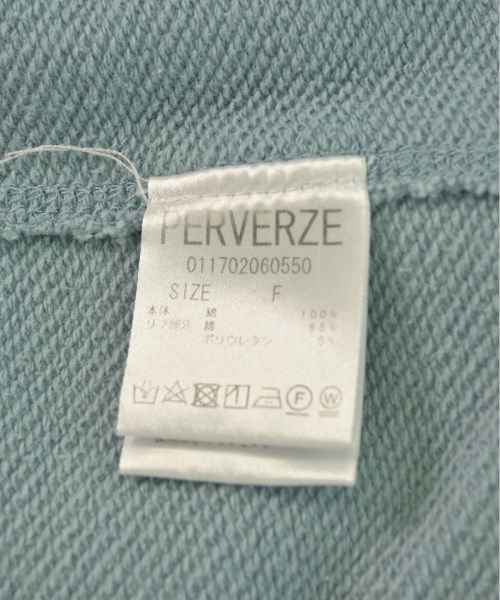 PERVERZE
011702060550
SIZE F
本体 綿 100%
リブ部分 綿 95%
ポリウレタン 5%
F W